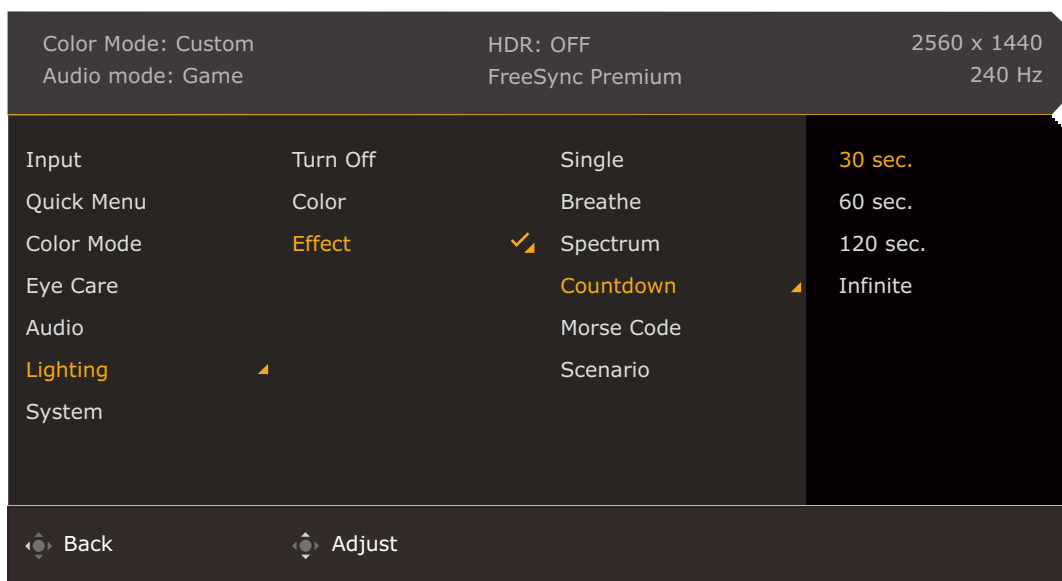 Color Mode: Custom
HDR: OFF
2560 x 1440
Audio mode: Game
FreeSync Premium
240 Hz
Input
Turn Off
Single
30 sec.
Quick Menu
Color
Breathe
60 sec.
Color Mode
Effect
Spectrum
120 sec.
Eye Care
Countdown
Infinite
Audio
Morse Code
Lighting
Scenario
System
Back
Adjust